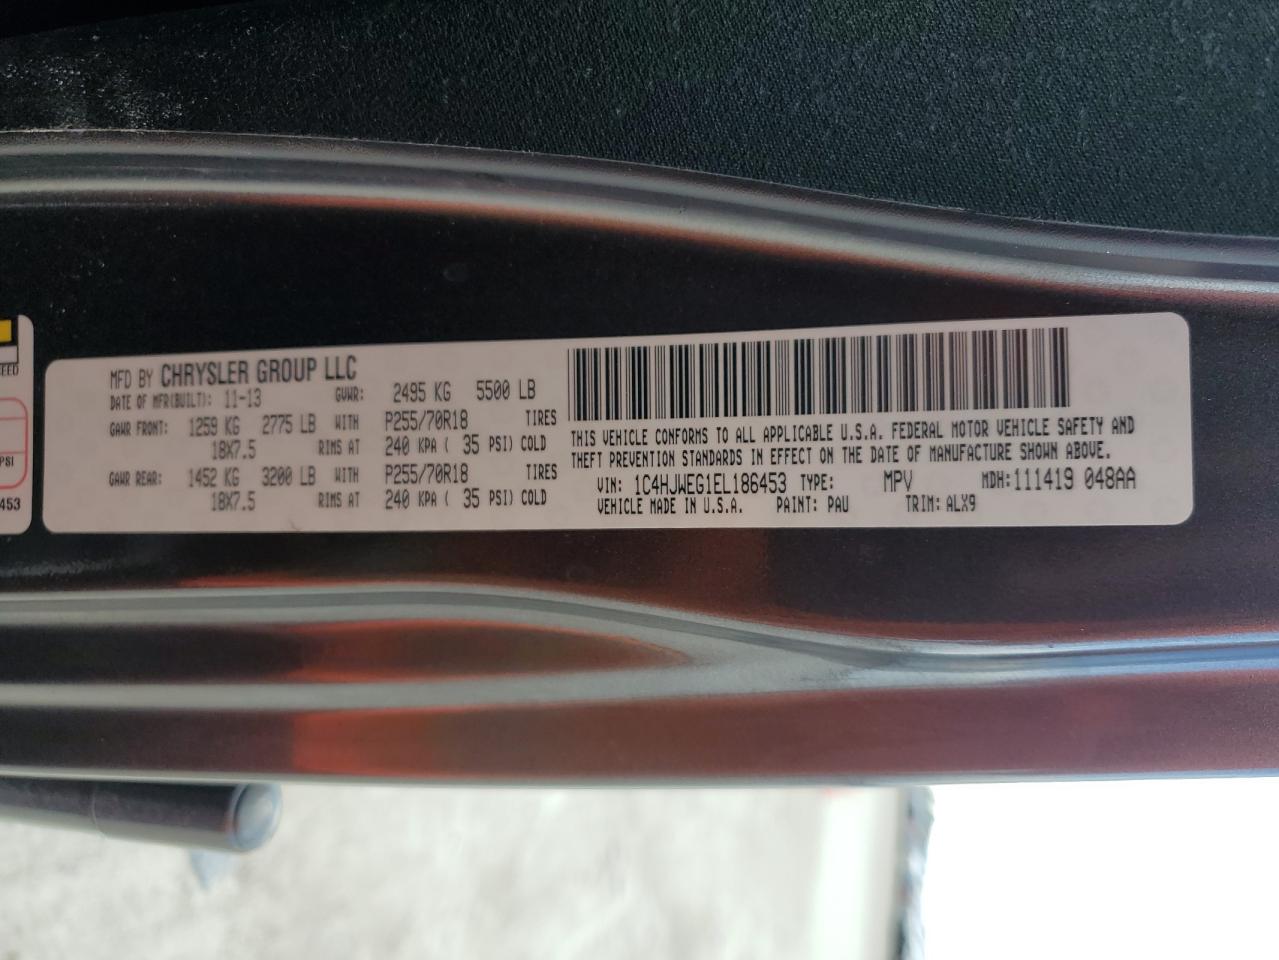 EED
PSI
453
MFD BY CHRYSLER GROUP LLC
DATE OF MFR(BUILT): 11-13 GVWR: 2495 KG 5500 LB
GAWR FRONT: 1259 KG 2775 LB WITH P255/70R18 TIRES
18X7.5 RIMS AT 240 KPA ( 35 PSI) COLD
GAWR REAR: 1452 KG 3200 LB WITH P255/70R18 TIRES
18X7.5 RIMS AT 240 KPA ( 35 PSI) COLD
THIS VEHICLE CONFORMS TO ALL APPLICABLE U.S.A. FEDERAL MOTOR VEHICLE SAFETY AND
THEFT PREVENTION STANDARDS IN EFFECT ON THE DATE OF MANUFACTURE SHOWN ABOVE.
VIN: 1C4HJWEG1EL186453 TYPE: MPV MDH:111419 048AA
VEHICLE MADE IN U.S.A. PAINT: PAU TRIM: ALX9